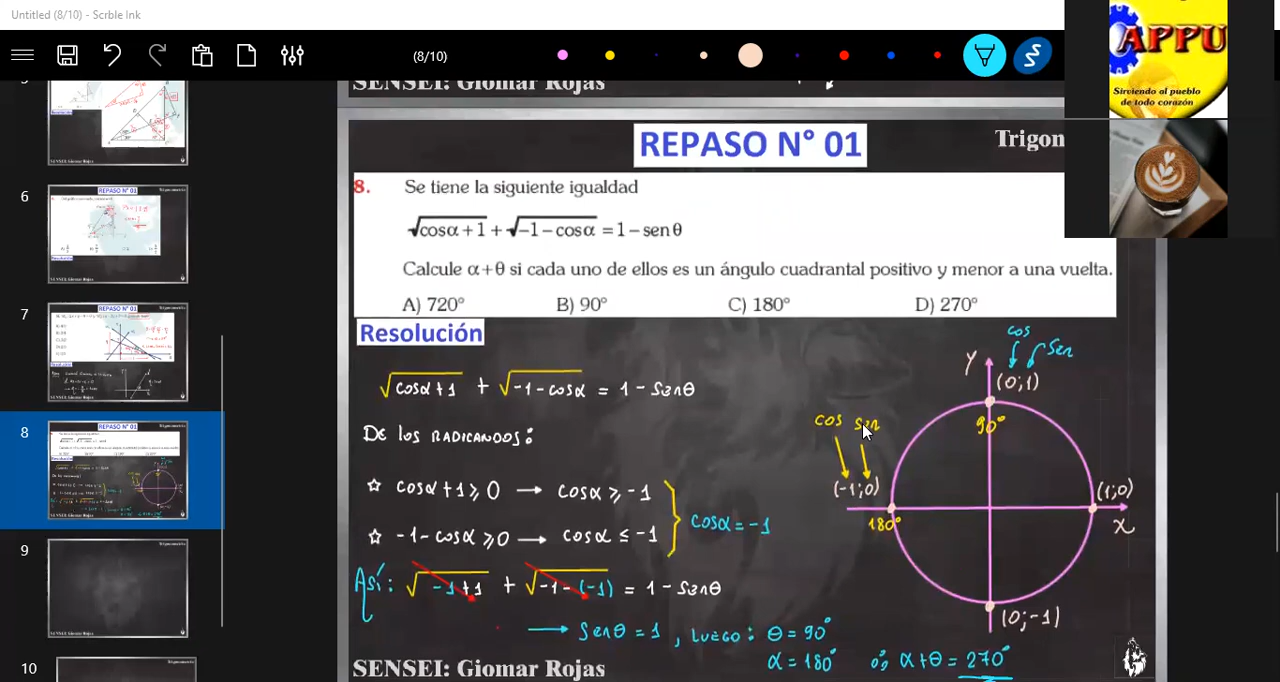 Untitled (8/10) - Scrble Ink
(8/10)
APPU
Sirviendo al pueblo
de todo corazón
SENSEI: Giomar Rojas
6
7
8
9
10
REPASO N° 01
Trigon
8. Se tiene la siguiente igualdad
√cosα+1 + √-1-cosα = 1-senθ
Calcule α+θ si cada uno de ellos es un ángulo cuadrantal positivo y menor a una vuelta.
A) 720° B) 90° C) 180° D) 270°
Resolución
√cosα+1 + √-1-cosα = 1-senθ
De los RADICANDOS:
☆ cosα+1 ≥ 0 → cosα ≥ -1
☆ -1-cosα ≥ 0 → cosα ≤ -1
cosα = -1
Así: √-1+1 + √-1-(-1) = 1-senθ
→ senθ = 1, Luego: θ = 90°
α = 180° ∴ α+θ = 270°
cos sen
Y (0;1)
90°
cos sen
(-1;0)
180°
(1;0)
X
(0;-1)
SENSEI: Giomar Rojas